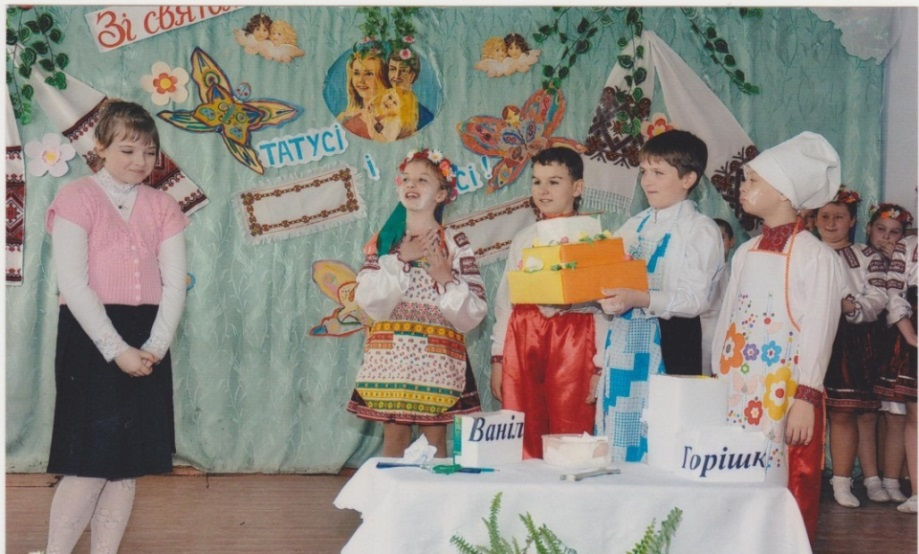 Зі святом
ТАТУСІ
і
сі!
Ваніл
Горішк